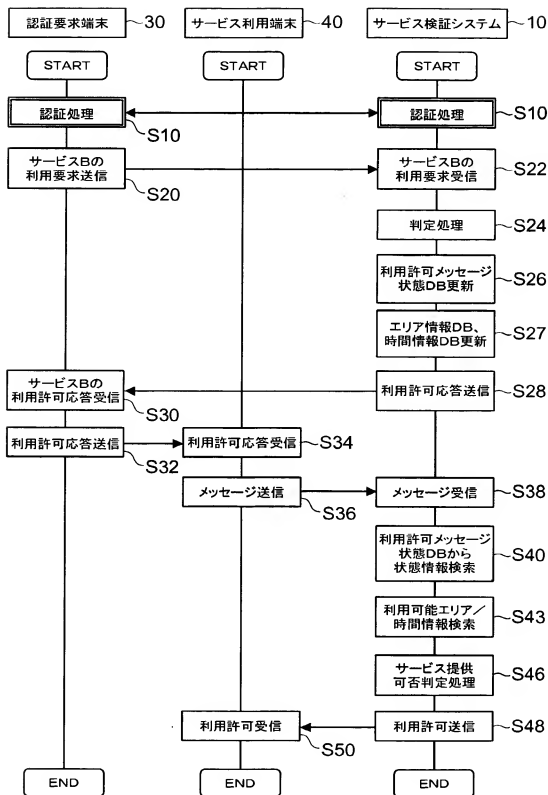 認証要求端末 30
サービス利用端末 40
サービス検証システム 10
START
START
START
認証処理
S10
認証処理
S10
サービスBの
利用要求送信
S20
サービスBの
利用要求受信
S22
判定処理
S24
利用許可メッセージ
状態DB更新
S26
エリア情報DB、
時間情報DB更新
S27
サービスBの
利用許可応答受信
S30
利用許可応答送信
S28
利用許可応答送信
S32
利用許可応答受信
S34
メッセージ送信
S36
メッセージ受信
S38
利用許可メッセージ
状態DBから
状態情報検索
S40
利用可能エリア/
時間情報検索
S43
サービス提供
可否判定処理
S46
利用許可受信
S50
利用許可送信
S48
END
END
END